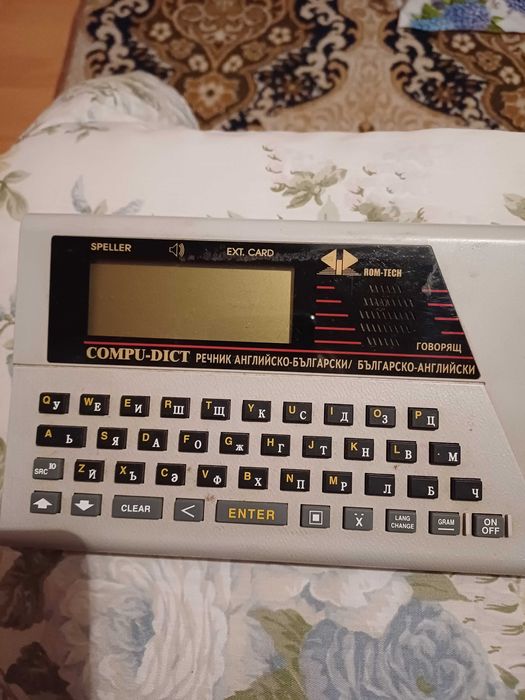 SPELLER EXT. CARD
ROM-TECH
ГОВОРЯЩ
COMPU-DICT РЕЧНИК АНГЛИЙСКО-БЪЛГАРСКИ/ БЪЛГАРСКО-АНГЛИЙСКИ
Q У W Е E И R Ш T Щ Y К U С I Д O З P Ц
A Ь S Я D А F О G Ж H Г J Т K Н L В . М
SRC Ю Z Й X Ъ C Э V Ф B Х N П M Р Л Б Ч
CLEAR < ENTER Ẍ LANG CHANGE GRAM ON OFF